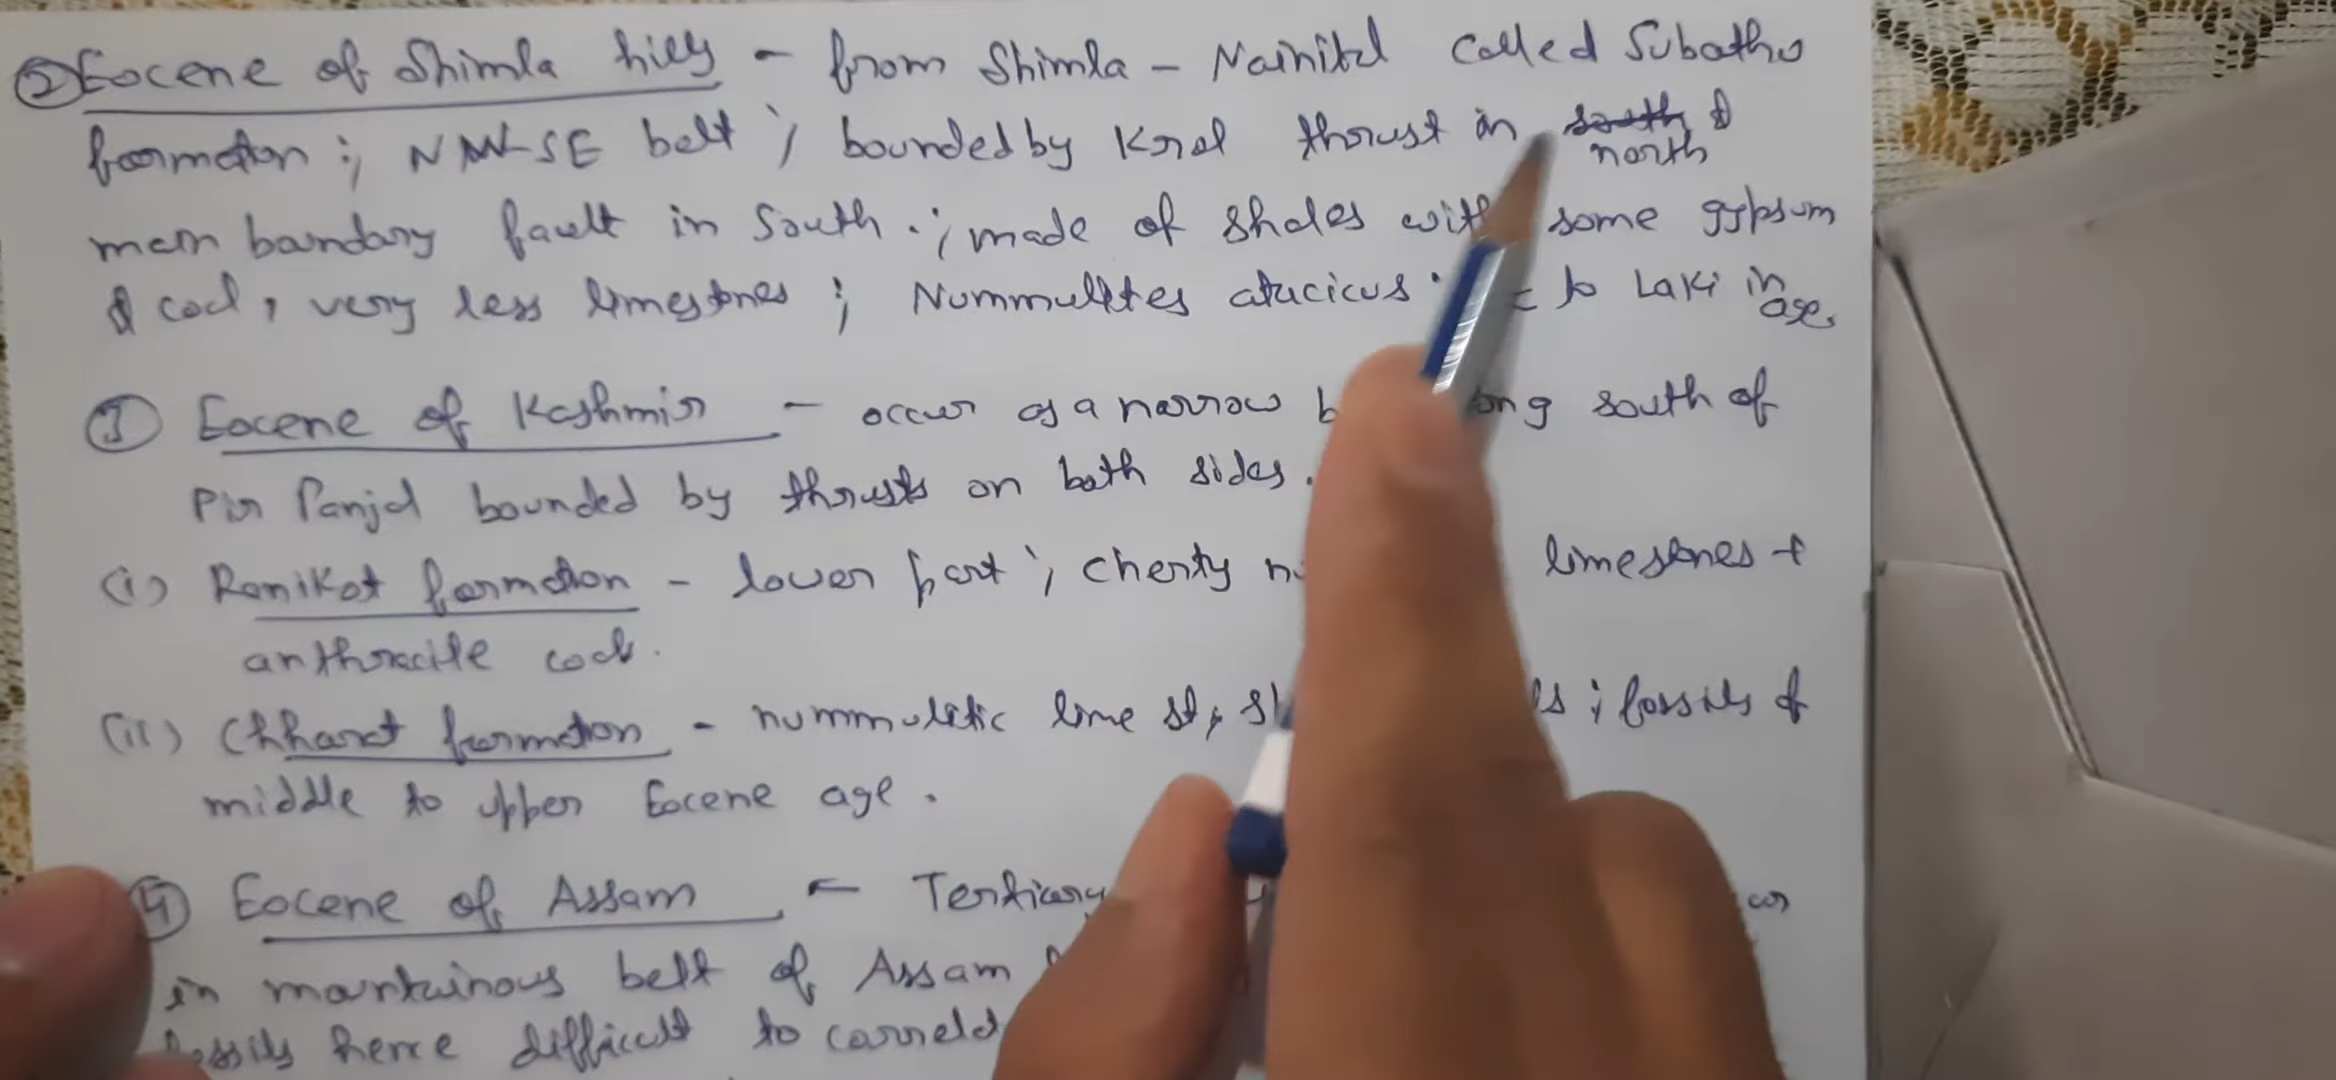 ② Eocene of Shimla hills - from Shimla - Nainital called Subathu
formation ; NNW-SE belt ; bounded by Krol thrust in south &
north
main boundary fault in South . ; made of shales with some gypsum
& coal , very less limestones ; Nummulites atacicus = to Laki in
age
③ Eocene of Kashmir - occur as a narrow south of
Pir Panjal bounded by thrusts on both sides .
(i) Ranikot formation - lower part ; cherty limestones +
anthracite coal .
(ii) Chharat formation - nummulitic lime st, ; fossils of
middle to upper Eocene age .
④ Eocene of Assam - Tertiary
in mountainous belt of Assam
fossils hence difficult to